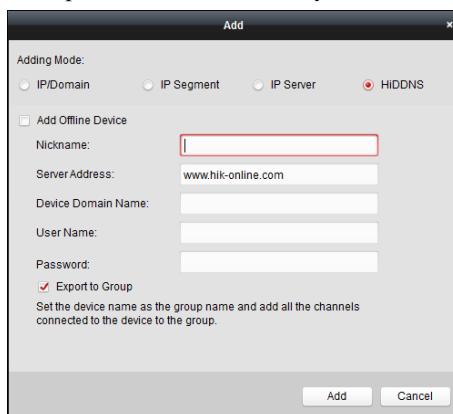 Add
×
Adding Mode:
IP/Domain IP Segment IP Server HiDDNS
Add Offline Device
Nickname:
Server Address: www.hik-online.com
Device Domain Name:
User Name:
Password:
Export to Group
Set the device name as the group name and add all the channels
connected to the device to the group.
Add Cancel